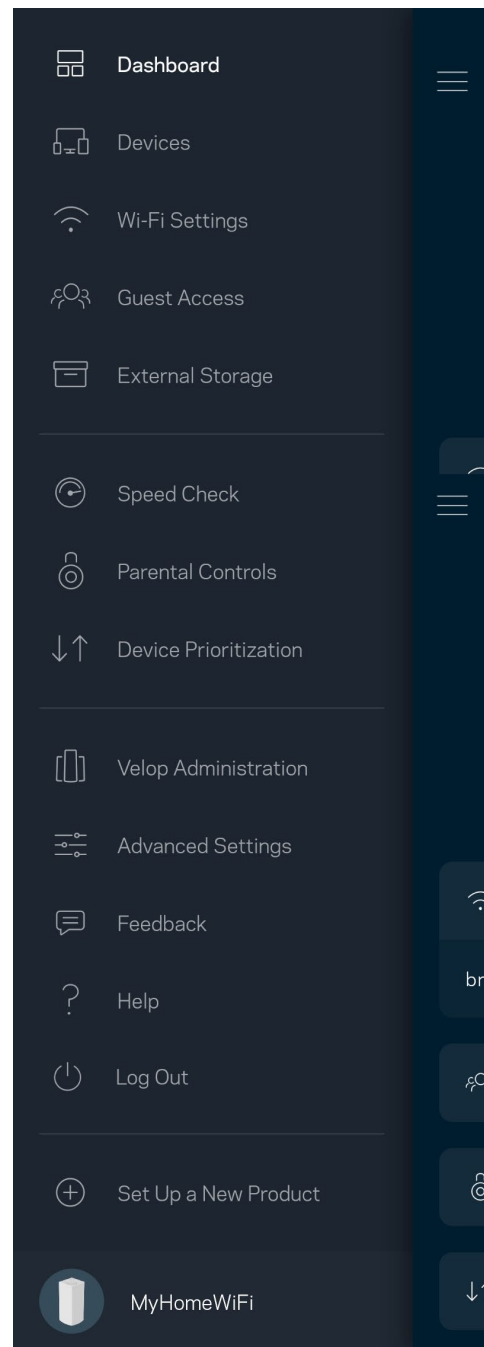 Dashboard
Devices
Wi-Fi Settings
Guest Access
External Storage
Speed Check
Parental Controls
Device Prioritization
Velop Administration
Advanced Settings
Feedback
br
Help
Log Out
Set Up a New Product
MyHomeWiFi